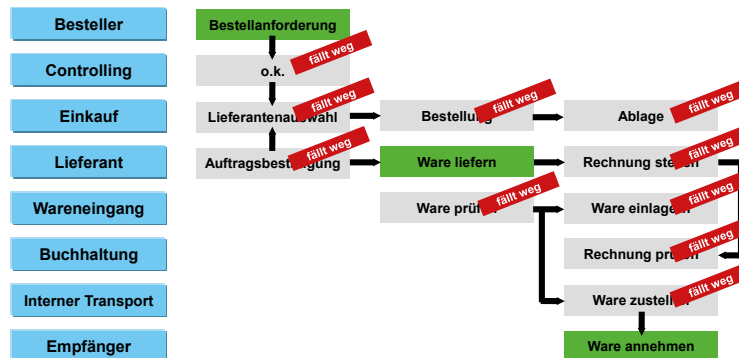 Besteller
Bestellanforderung
fällt weg
Controlling
o.k.
fällt weg
fällt weg
fällt weg
Einkauf
Lieferantenauswahl
Bestellung
Ablage
fällt weg
fällt weg
Lieferant
Auftragsbestätigung
Ware liefern
Rechnung stellen
fällt weg
fällt weg
Wareneingang
Ware prüfen
Ware einlagern
fällt weg
Buchhaltung
Rechnung prüfen
fällt weg
Interner Transport
Ware zustellen
Empfänger
Ware annehmen